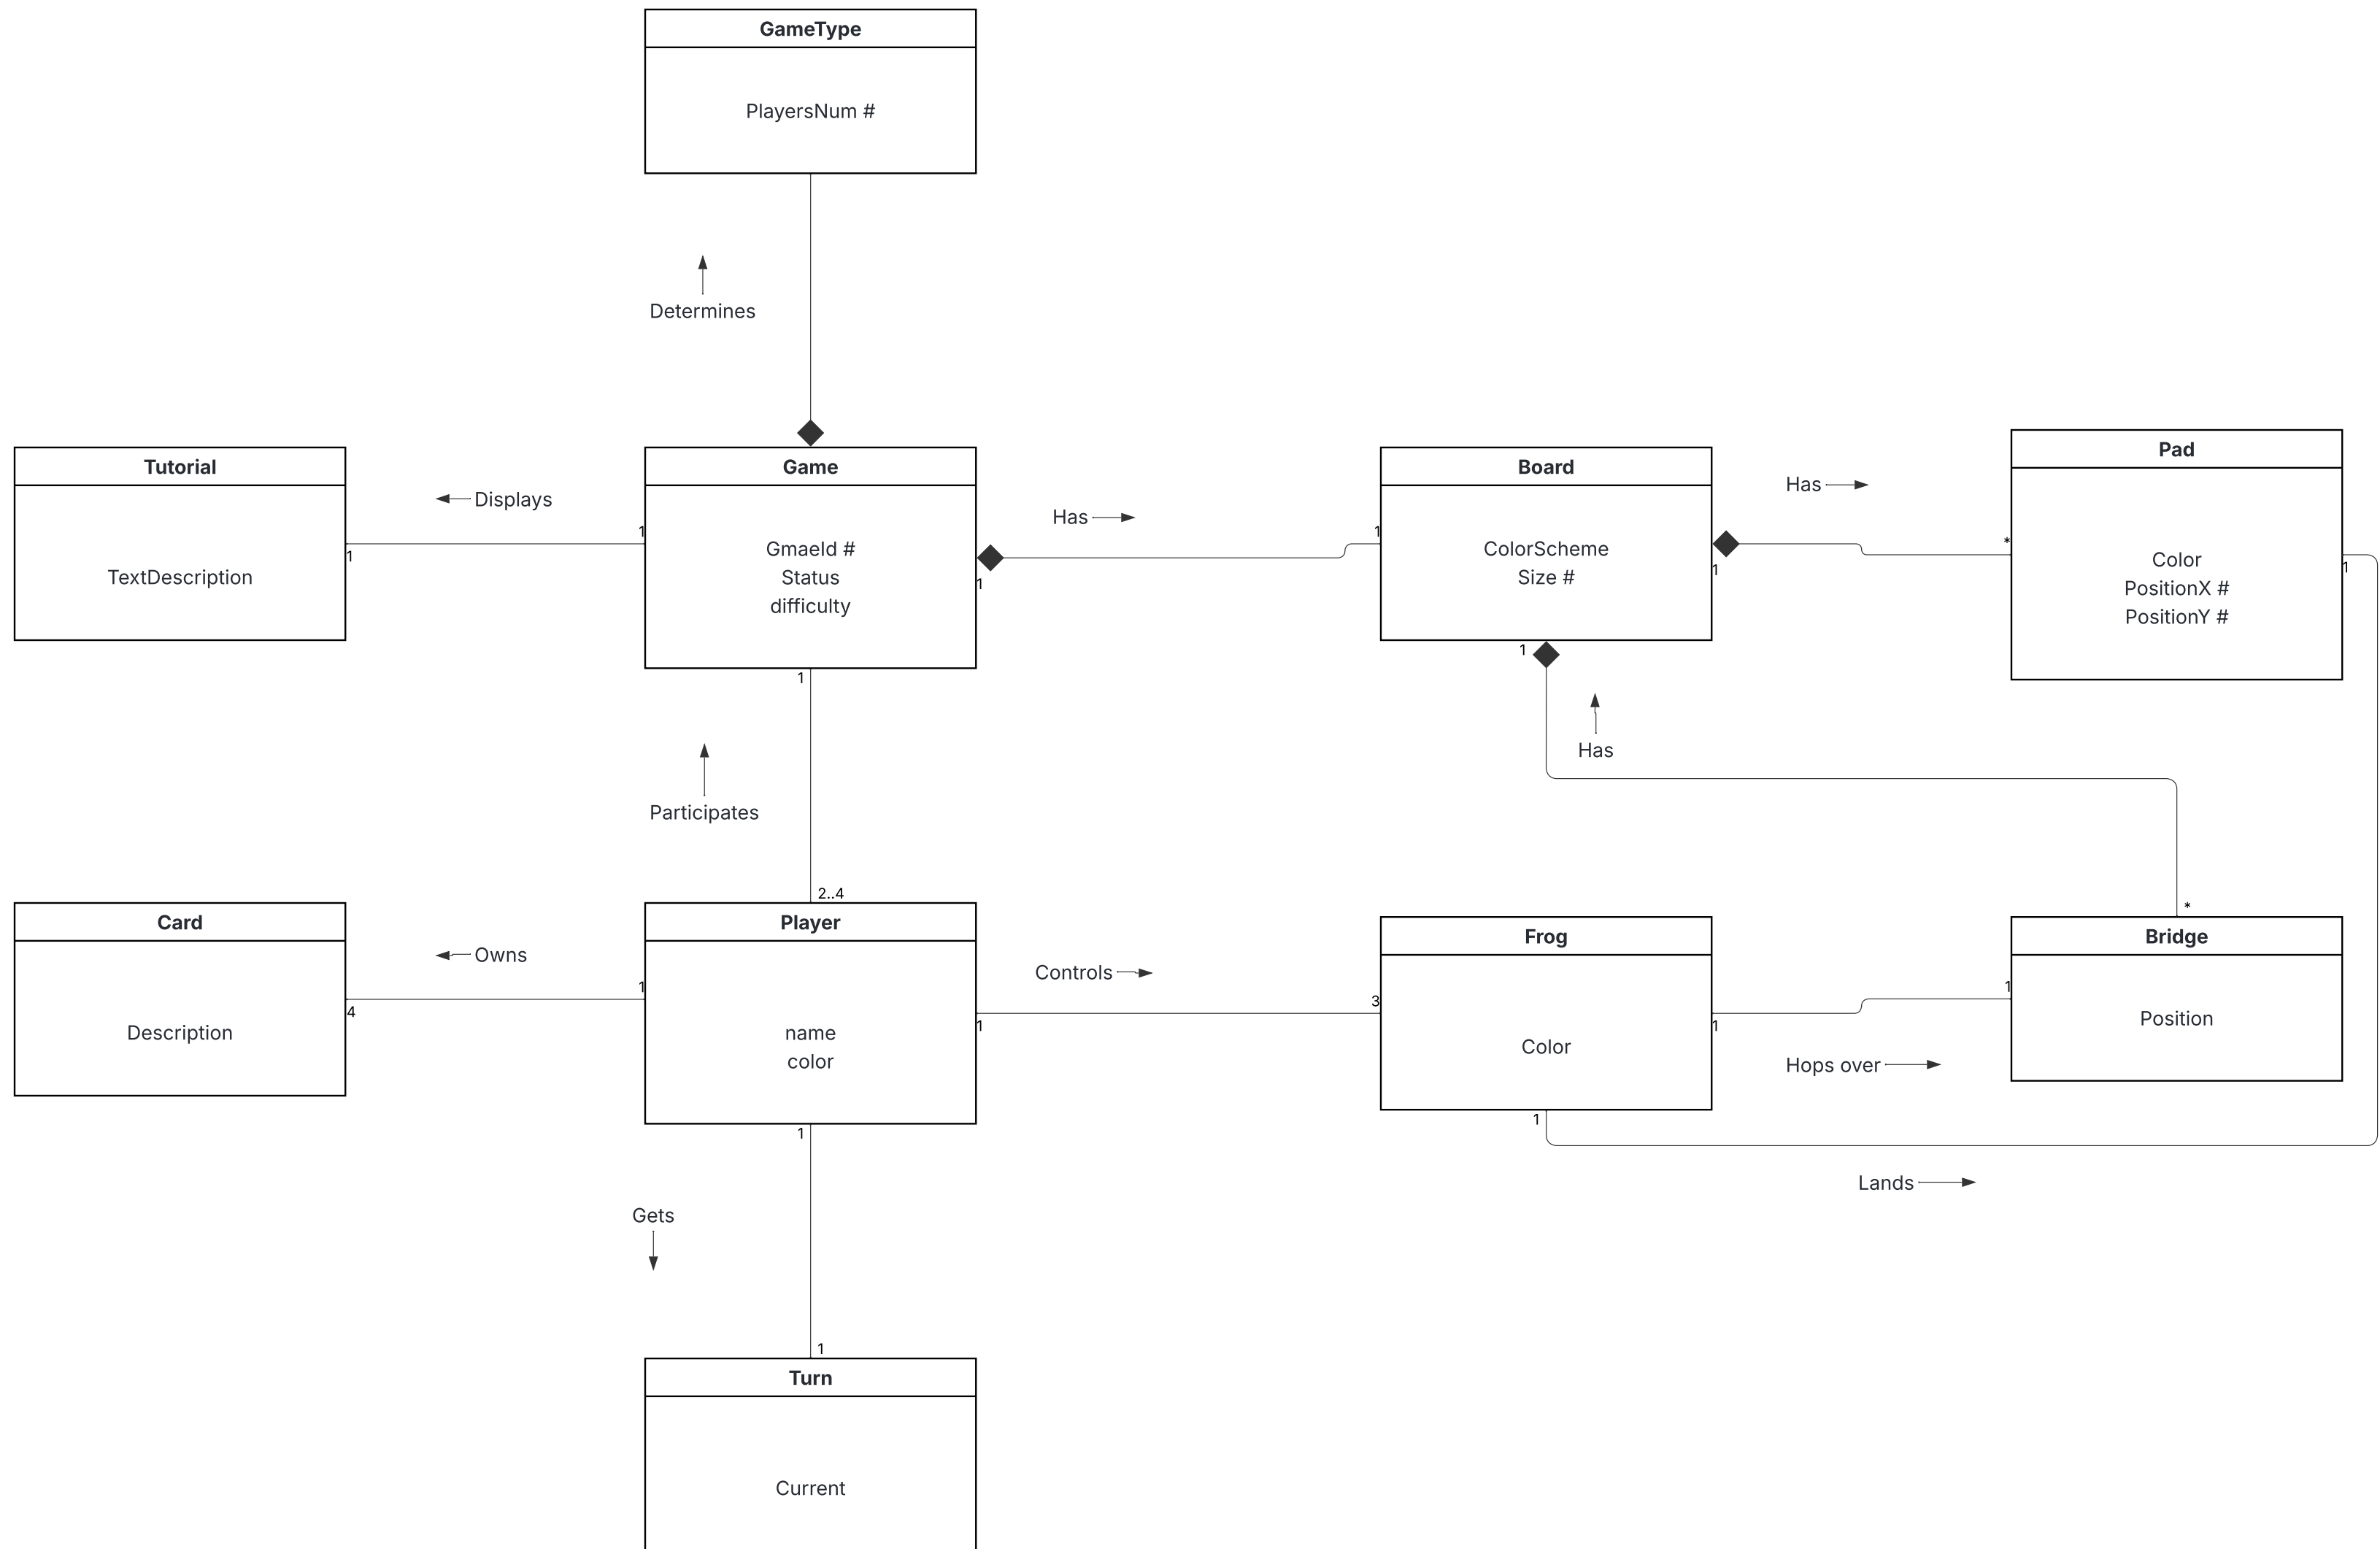 GameType
PlayersNum #
Determines
Tutorial
TextDescription
Displays
1
1
Game
GmaeId #
Status
difficulty
Has
1
1
Board
ColorScheme
Size #
Has
1
*
Pad
Color
PositionX #
PositionY #
1
1
Has
1
Participates
2..4
*
Card
Description
Owns
4
1
Player
name
color
Controls
1
3
Frog
Color
1
1
Hops over
Bridge
Position
1
Lands
1
Gets
1
Turn
Current